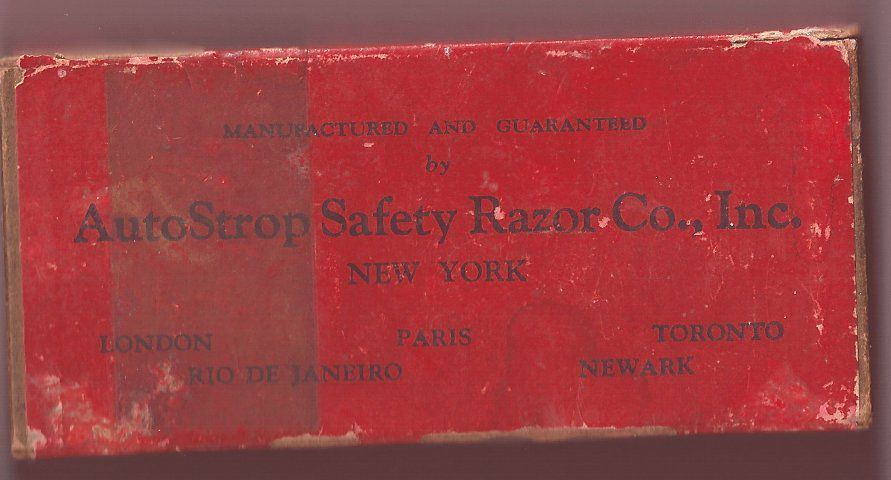 MANUFACTURED AND GUARANTEED
by
AutoStrop Safety Razor Co., Inc.
NEW YORK
LONDON PARIS TORONTO
RIO DE JANEIRO NEWARK